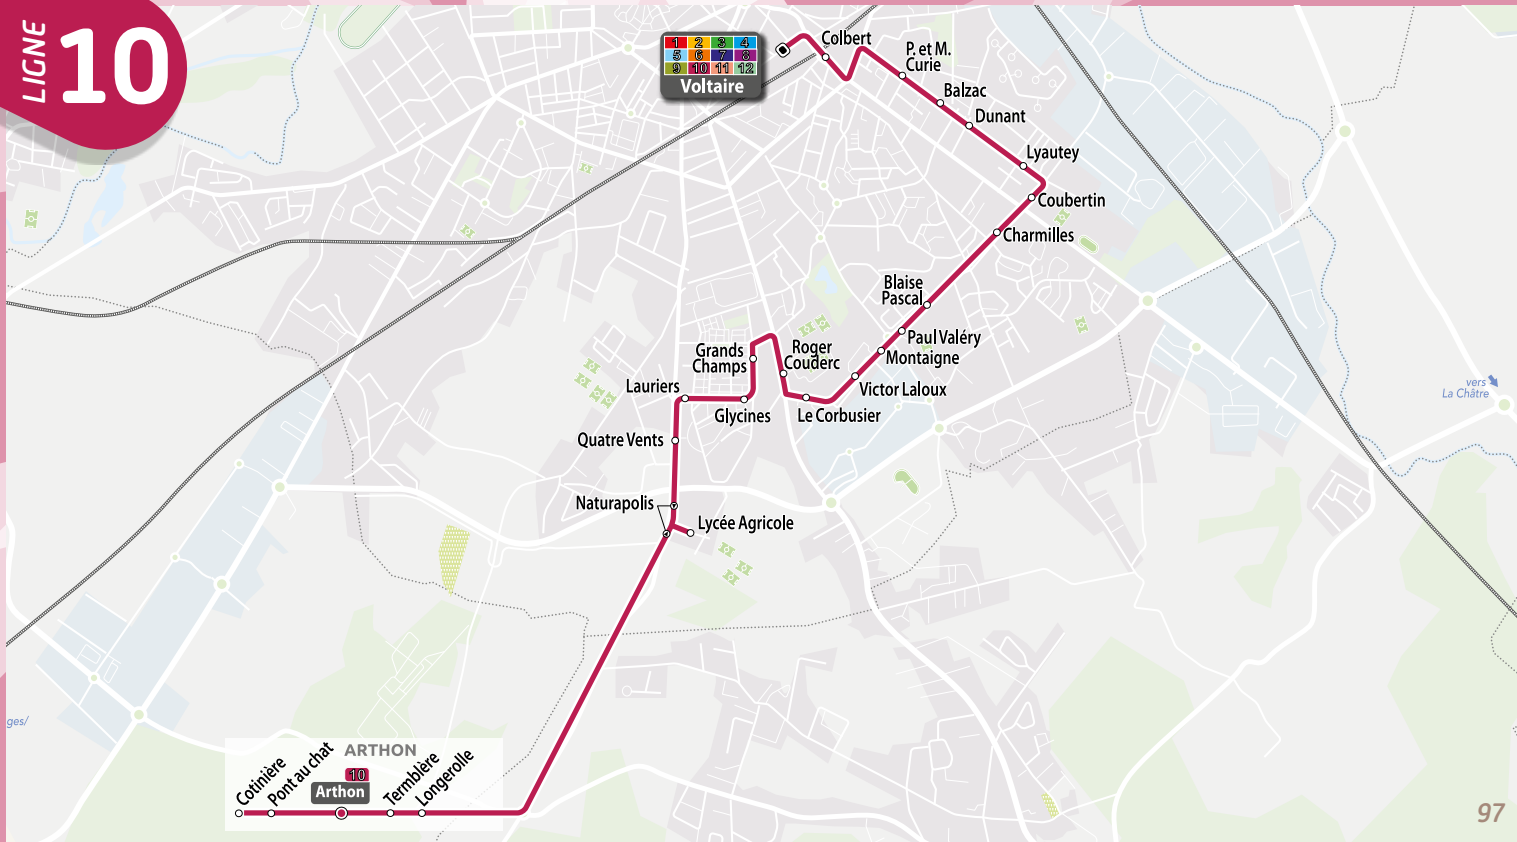 LIGNE
10
1 2 3 4
5 6 7 8
9 10 11 12
Voltaire
Colbert
P. et M.
Curie
Balzac
Dunant
Lyautey
Coubertin
Charmilles
Blaise
Pascal
Paul Valéry
Montaigne
Victor Laloux
Le Corbusier
Roger
Couderc
Grands
Champs
Glycines
Lauriers
Quatre Vents
Naturapolis
Lycée Agricole
vers
La Châtre
ges/
ARTHON
10
Arthon
Cotinière
Pont au chat
Termblère
Longerolle
97